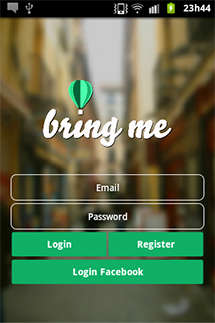 23h44
bring me
Email
Password
Login
Register
Login Facebook